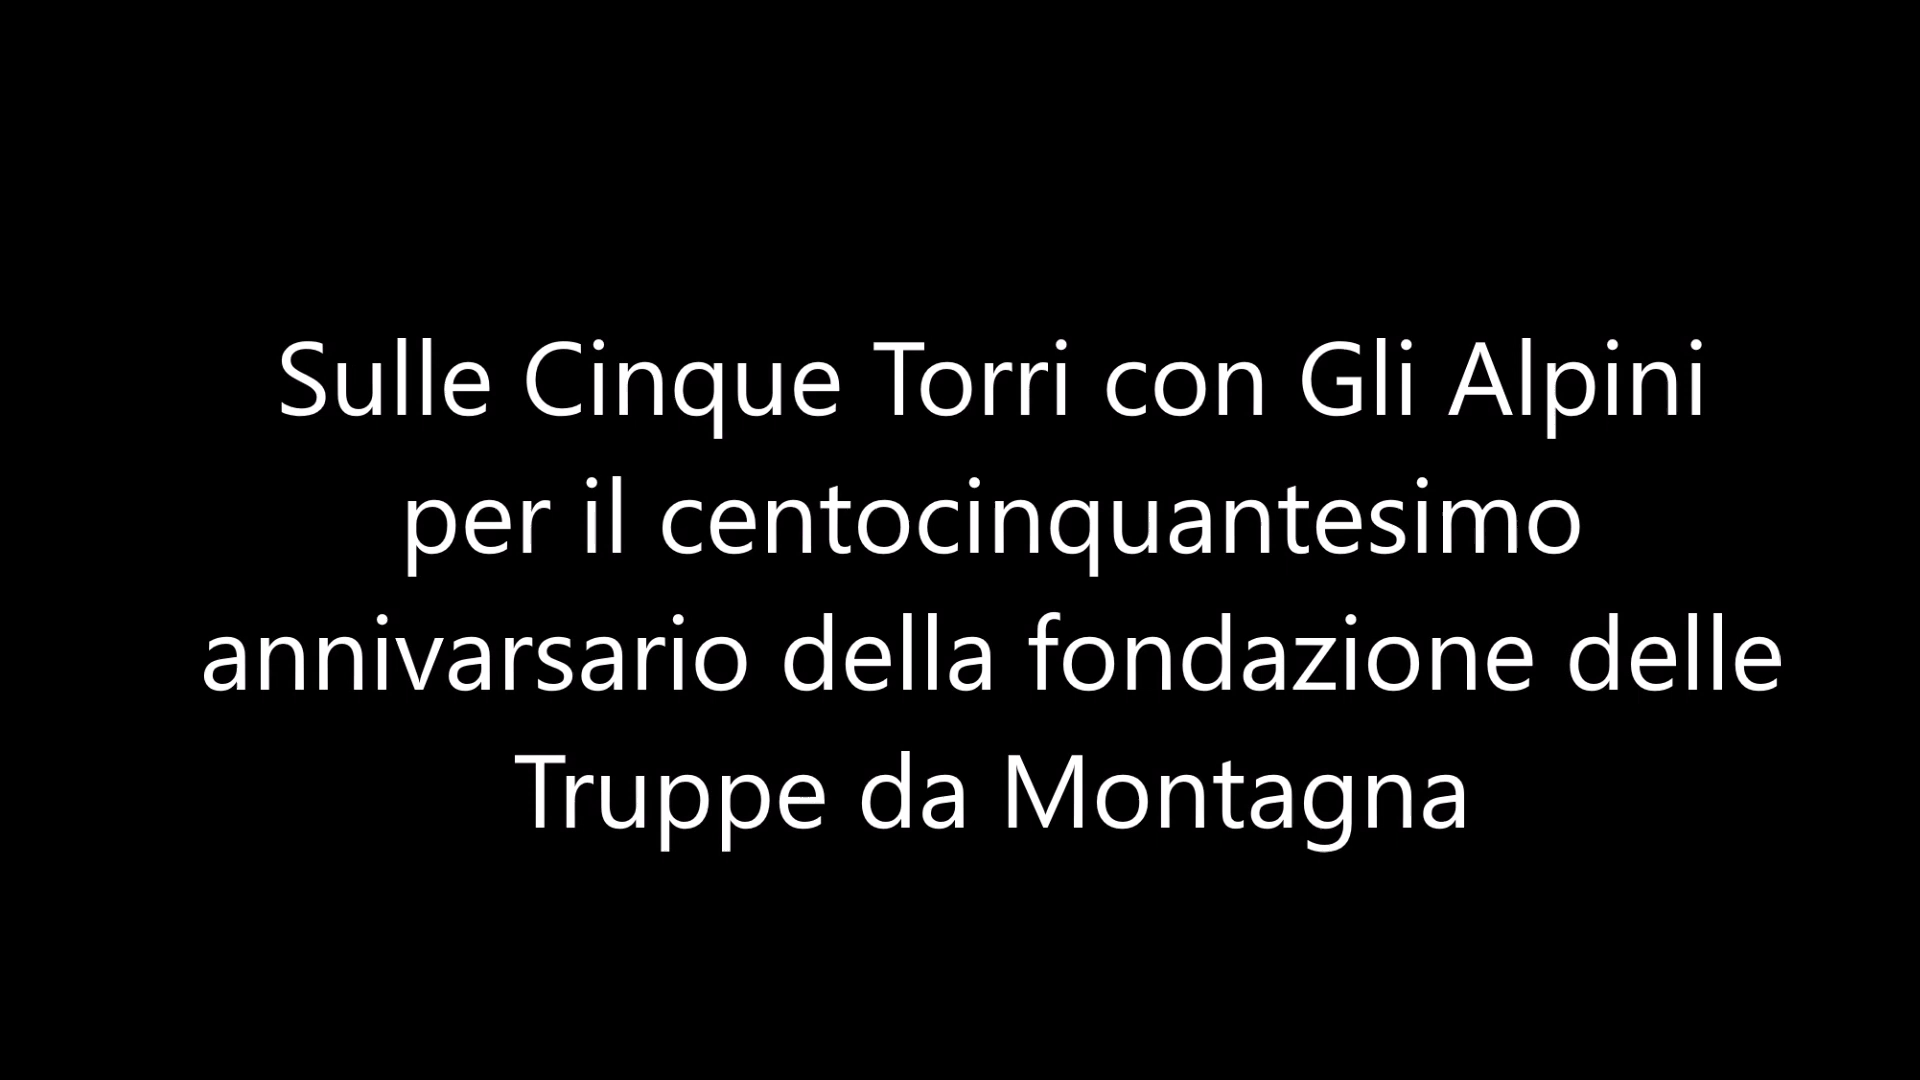 Sulle Cinque Torri con Gli Alpini
per il centocinquantesimo
annivarsario della fondazione delle
Truppe da Montagna